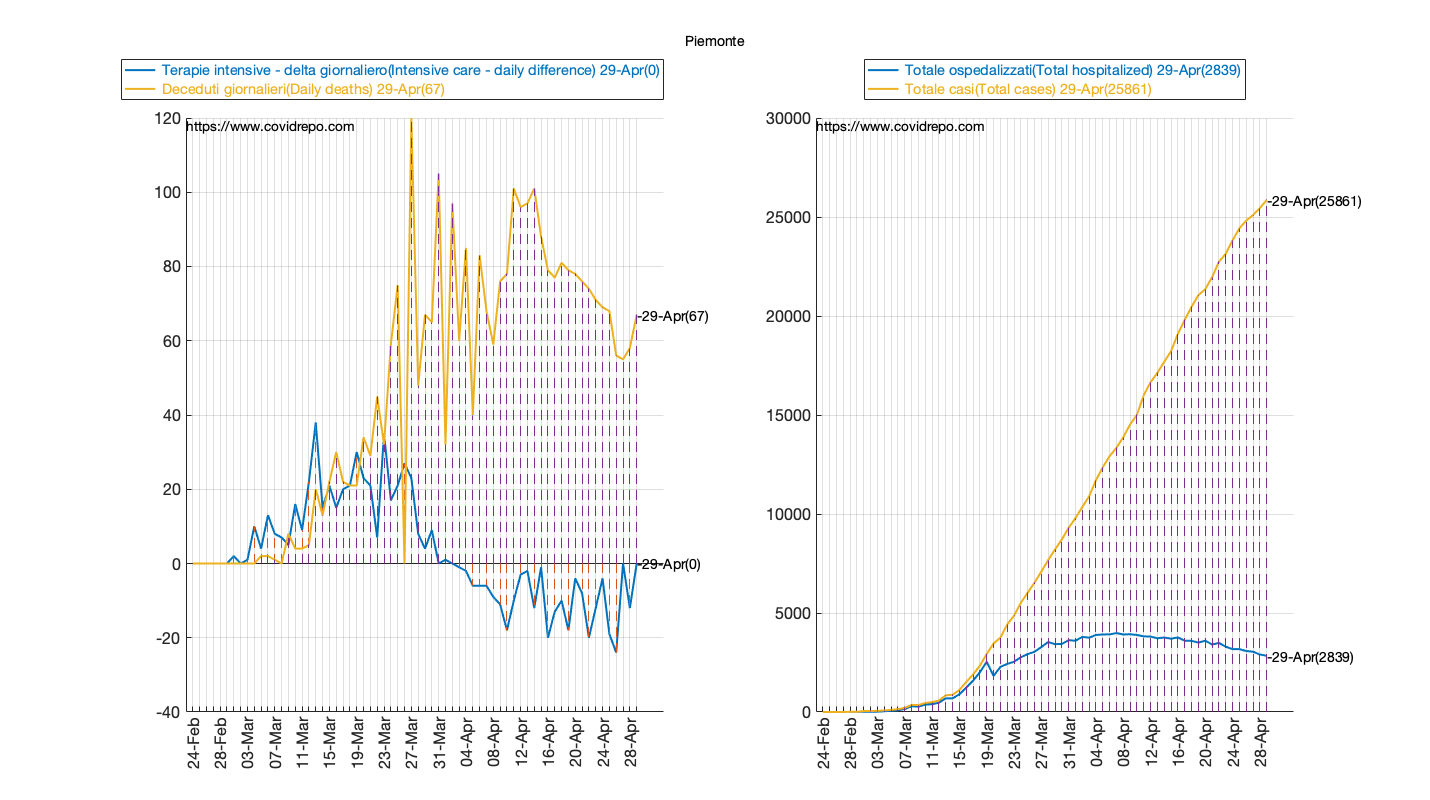 Piemonte
Terapie intensive - delta giornaliero(Intensive care - daily difference) 29-Apr(0)
Deceduti giornalieri(Daily deaths) 29-Apr(67)
https://www.covidrepo.com
120
100
80
60
40
20
0
-20
-40
-29-Apr(67)
-29-Apr(0)
24-Feb
28-Feb
03-Mar
07-Mar
11-Mar
15-Mar
19-Mar
23-Mar
27-Mar
31-Mar
04-Apr
08-Apr
12-Apr
16-Apr
20-Apr
24-Apr
28-Apr
Totale ospedalizzati(Total hospitalized) 29-Apr(2839)
Totale casi(Total cases) 29-Apr(25861)
https://www.covidrepo.com
30000
25000
20000
15000
10000
5000
0
-29-Apr(25861)
-29-Apr(2839)
24-Feb
28-Feb
03-Mar
07-Mar
11-Mar
15-Mar
19-Mar
23-Mar
27-Mar
31-Mar
04-Apr
08-Apr
12-Apr
16-Apr
20-Apr
24-Apr
28-Apr